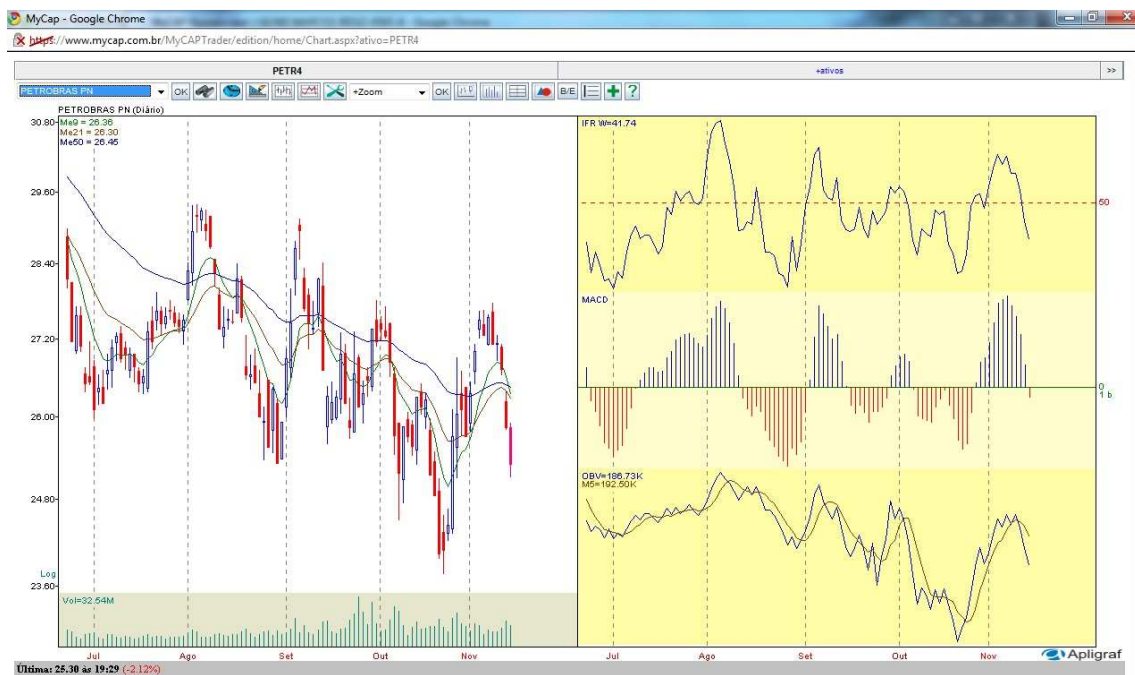 MyCap - Google Chrome
https://www.mycap.com.br/MyCAPTrader/edition/home/Chart.aspx?ativo=PETR4
PETR4
+ativos
>>
PETROBRAS PN
OK
+Zoom
OK
B/E
?
PETROBRAS PN (Diário)
30.80
Me9 = 26.36
Me21 = 26.30
Me50 = 26.45
29.60
28.40
27.20
26.00
24.80
Log
23.60
Vol=32.54M
Jul
Ago
Set
Out
Nov
IFR W=41.74
50
MACD
0
1 b
OBV=186.73K
M5=192.50K
Jul
Ago
Set
Out
Nov
Apligraf
Última: 25.30 às 19:29 (-2.12%)